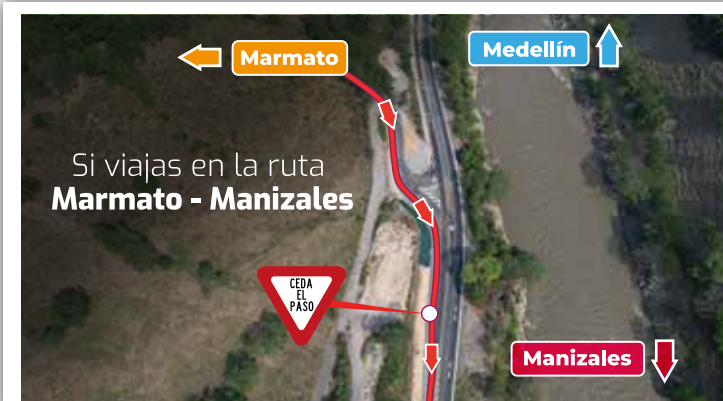 Marmato
Medellín
Si viajas en la ruta
Marmato - Manizales
CEDA
EL
PASO
Manizales